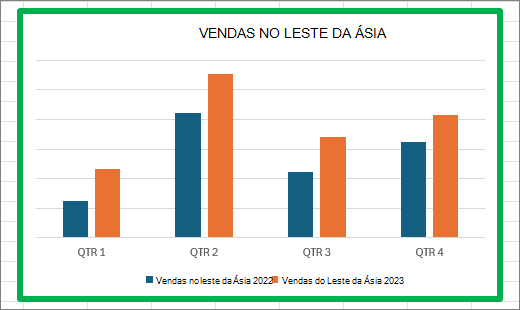 VENDAS NO LESTE DA ÁSIA
QTR 1 QTR 2 QTR 3 QTR 4
Vendas no leste da Ásia 2022 Vendas do Leste da Ásia 2023